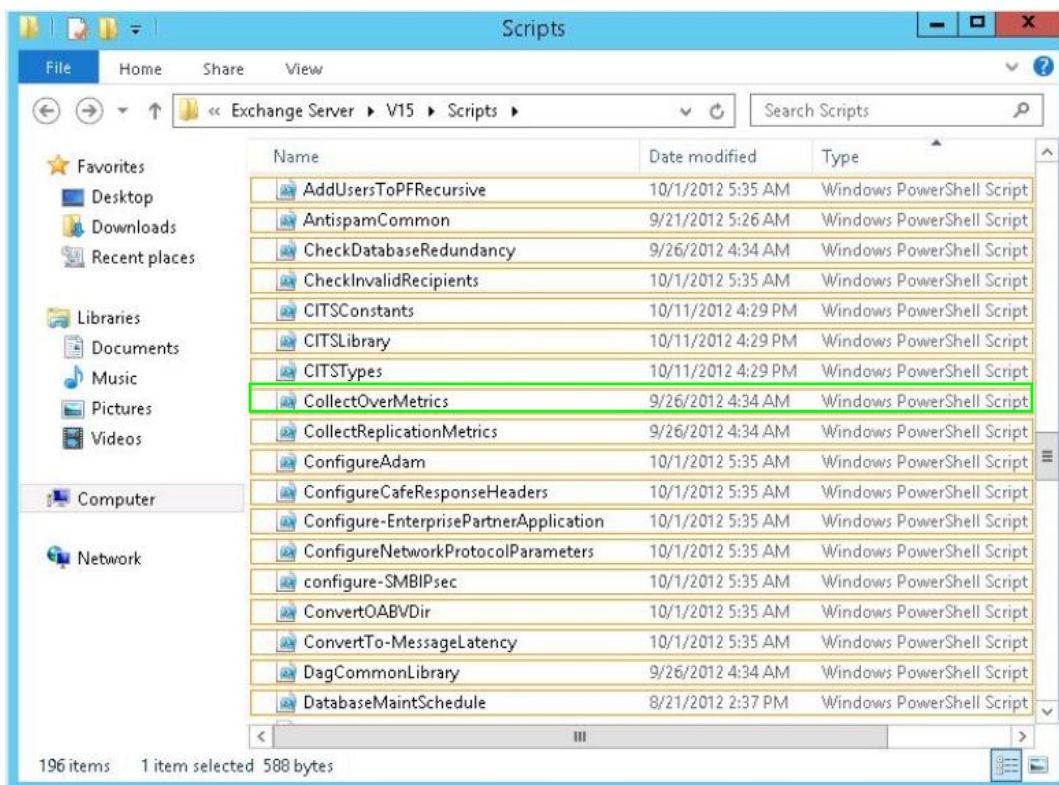 Scripts
File Home Share View
« Exchange Server ▸ V15 ▸ Scripts ▸ Search Scripts
Name Date modified Type
Favorites
Desktop
Downloads
Recent places
Libraries
Documents
Music
Pictures
Videos
Computer
Network
AddUsersToPFRecursive 10/1/2012 5:35 AM Windows PowerShell Script
AntispamCommon 9/21/2012 5:26 AM Windows PowerShell Script
CheckDatabaseRedundancy 9/26/2012 4:34 AM Windows PowerShell Script
CheckInvalidRecipients 10/1/2012 5:35 AM Windows PowerShell Script
CITSConstants 10/11/2012 4:29 PM Windows PowerShell Script
CITSLibrary 10/11/2012 4:29 PM Windows PowerShell Script
CITSTypes 10/11/2012 4:29 PM Windows PowerShell Script
CollectOverMetrics 9/26/2012 4:34 AM Windows PowerShell Script
CollectReplicationMetrics 9/26/2012 4:34 AM Windows PowerShell Script
ConfigureAdam 10/1/2012 5:35 AM Windows PowerShell Script
ConfigureCafeResponseHeaders 10/1/2012 5:35 AM Windows PowerShell Script
Configure-EnterprisePartnerApplication 10/1/2012 5:35 AM Windows PowerShell Script
ConfigureNetworkProtocolParameters 10/1/2012 5:35 AM Windows PowerShell Script
configure-SMBIPsec 10/1/2012 5:35 AM Windows PowerShell Script
ConvertOABVDir 10/1/2012 5:35 AM Windows PowerShell Script
ConvertTo-MessageLatency 10/1/2012 5:35 AM Windows PowerShell Script
DagCommonLibrary 9/26/2012 4:34 AM Windows PowerShell Script
DatabaseMaintSchedule 8/21/2012 2:37 PM Windows PowerShell Script
196 items 1 item selected 588 bytes